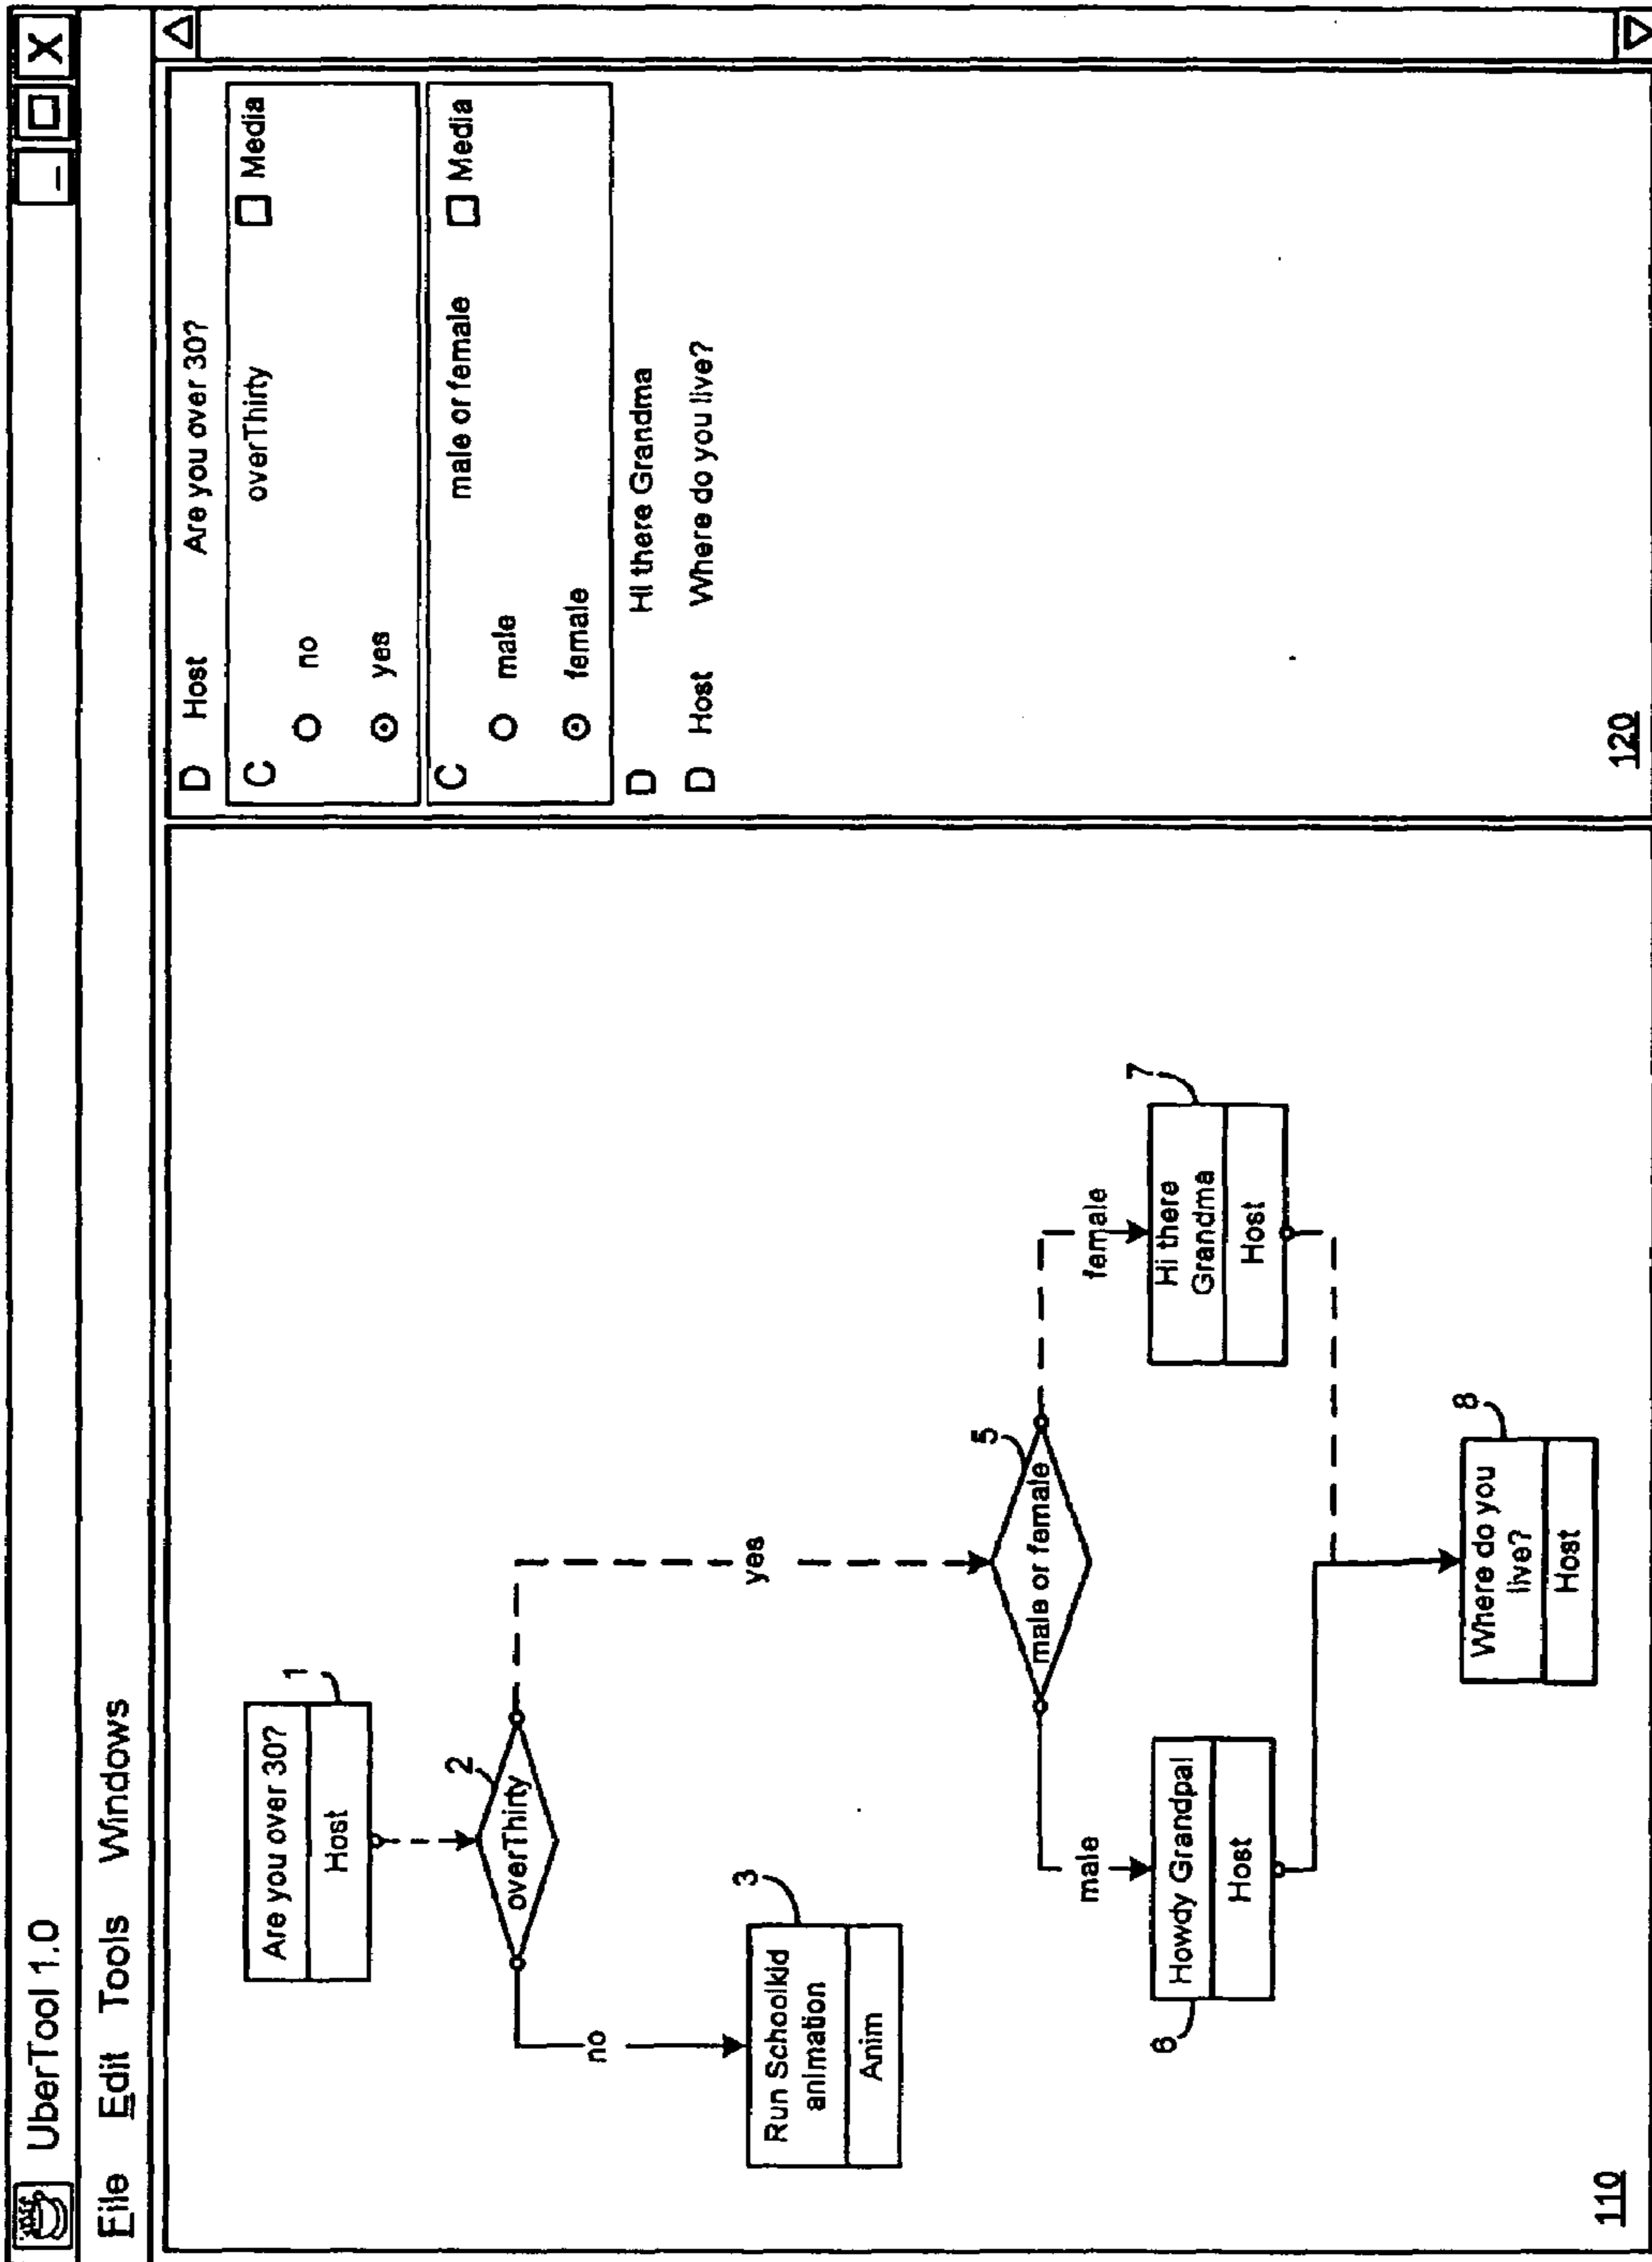 UberTool 1.0
_ X
File Edit Tools Windows
Are you over 30?
Host
1
overThirty
2
no
yes
Run Schoolkid
animation
Anim
3
male or female
5
male
female
Howdy Grandpa!
Host
6
Hi there
Grandma
Host
7
Where do you
live?
Host
8
110
D Host Are you over 30?
C overThirty Media
no
yes
C male or female Media
male
female
D Hi there Grandma
D Host Where do you live?
120